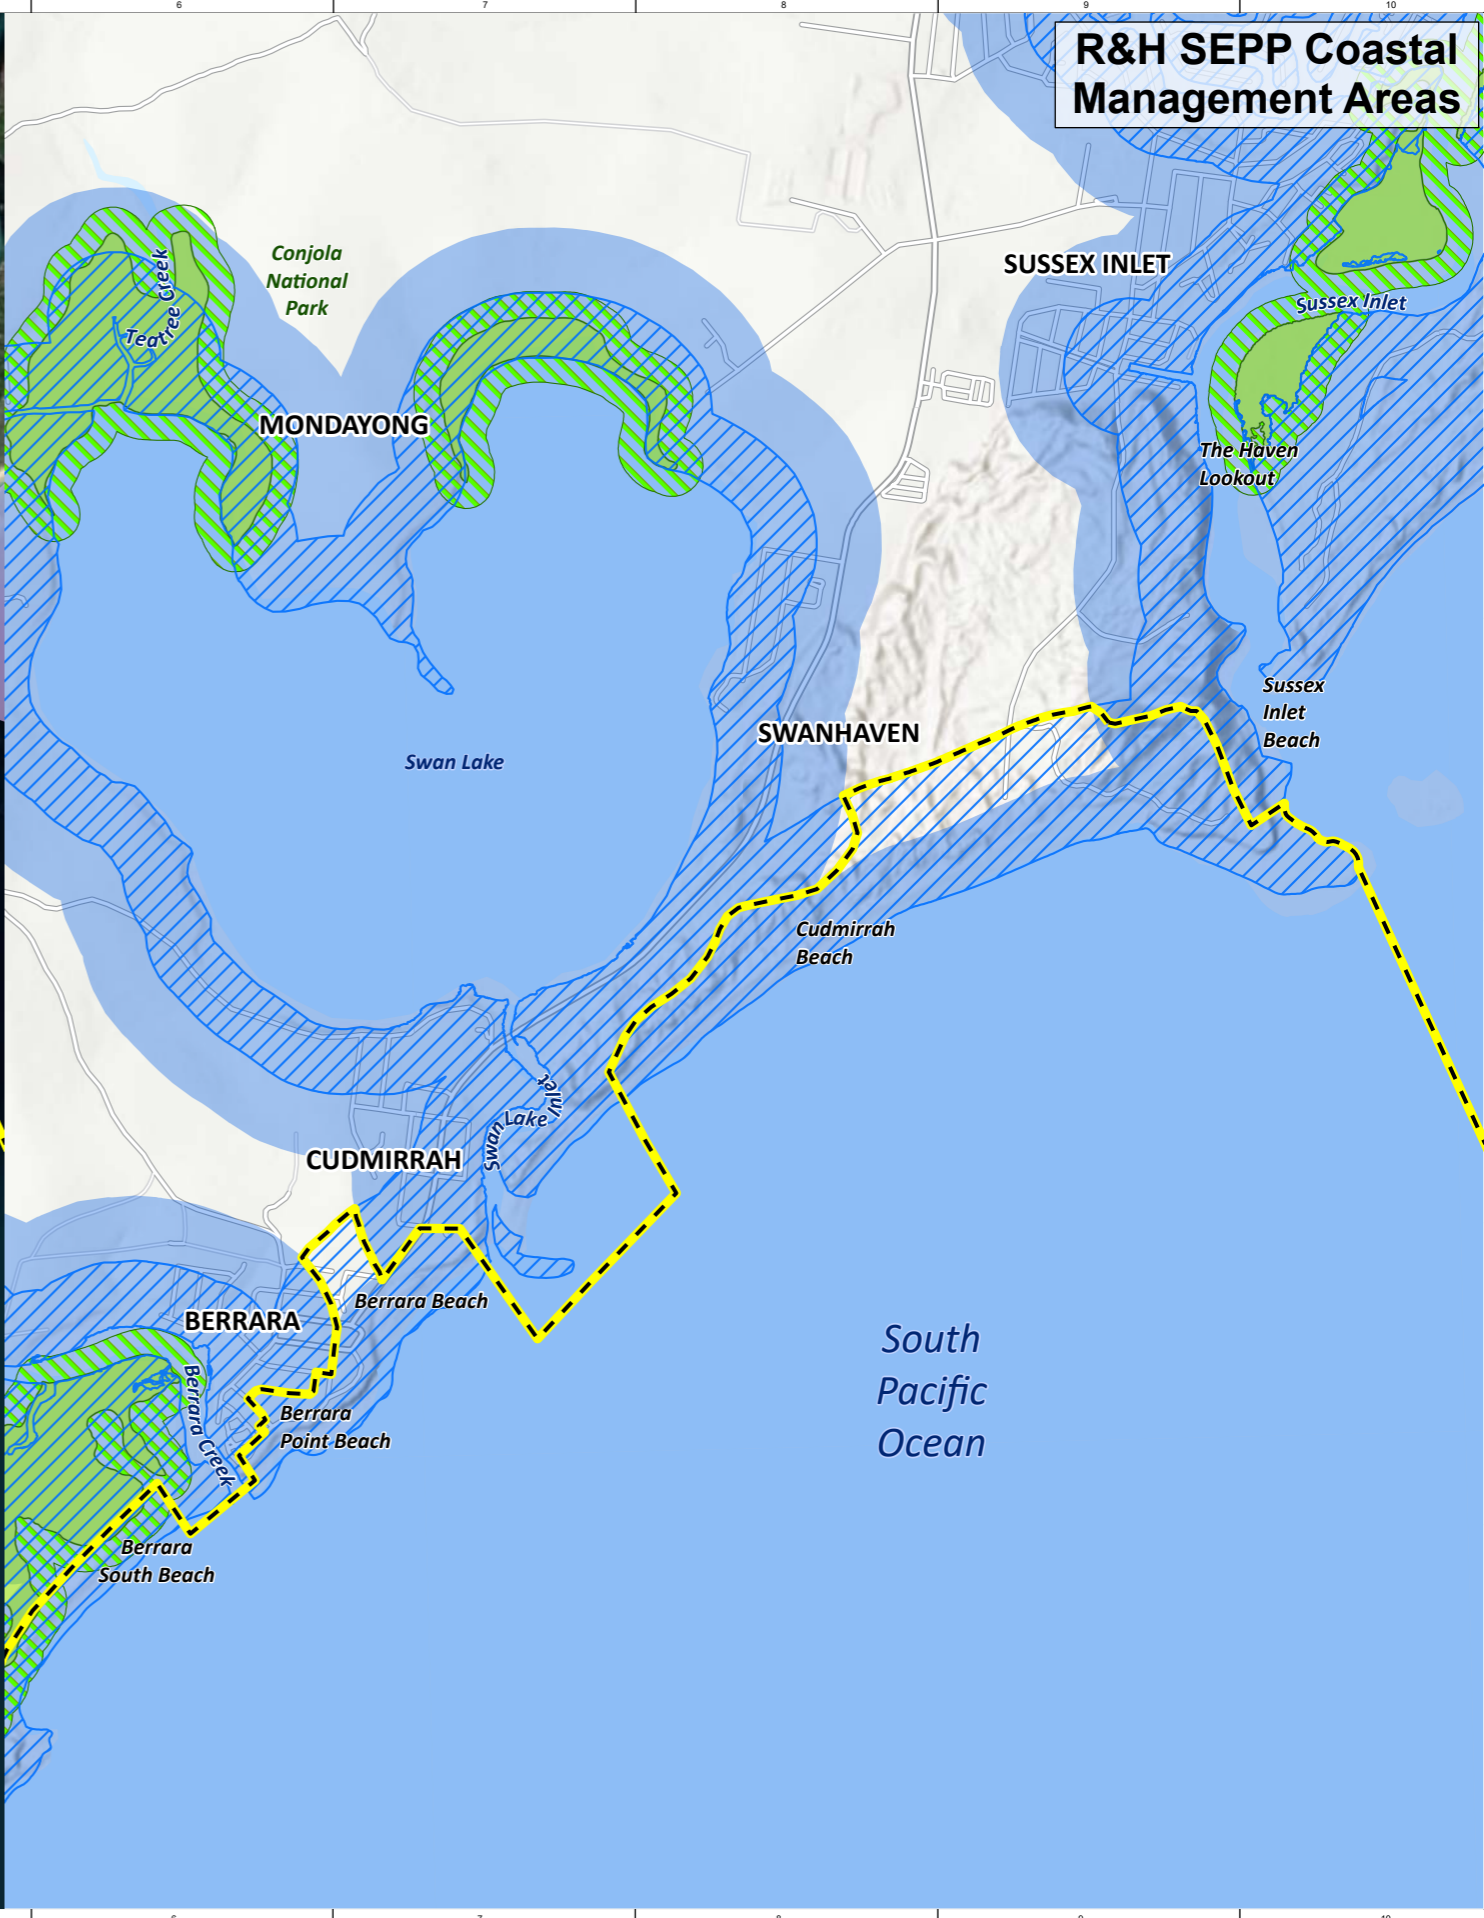 6 7 8 9 10
R&H SEPP Coastal
Management Areas
Conjola
National
Park
Teatree Creek
SUSSEX INLET
Sussex Inlet
MONDAYONG
The Haven
Lookout
Sussex
Inlet
Beach
SWANHAVEN
Swan Lake
Cudmirrah
Beach
Swan Lake Inlet
CUDMIRRAH
Berrara Beach
BERRARA
Berrara Creek
Berrara
Point Beach
South
Pacific
Ocean
Berrara
South Beach